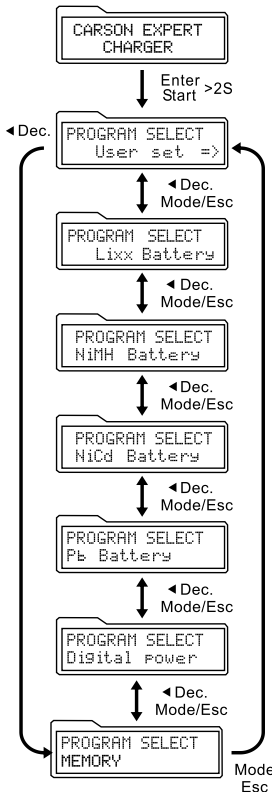 CARSON EXPERT
CHARGER
Enter
Start >2S
◄ Dec.
PROGRAM SELECT
User set =>
◄ Dec.
Mode/Esc
PROGRAM SELECT
Lixx Battery
◄ Dec.
Mode/Esc
PROGRAM SELECT
NiMH Battery
◄ Dec.
Mode/Esc
PROGRAM SELECT
NiCd Battery
◄ Dec.
Mode/Esc
PROGRAM SELECT
Pb Battery
◄ Dec.
Mode/Esc
PROGRAM SELECT
Digital power
◄ Dec.
Mode/Esc
PROGRAM SELECT
MEMORY
Mode
Esc